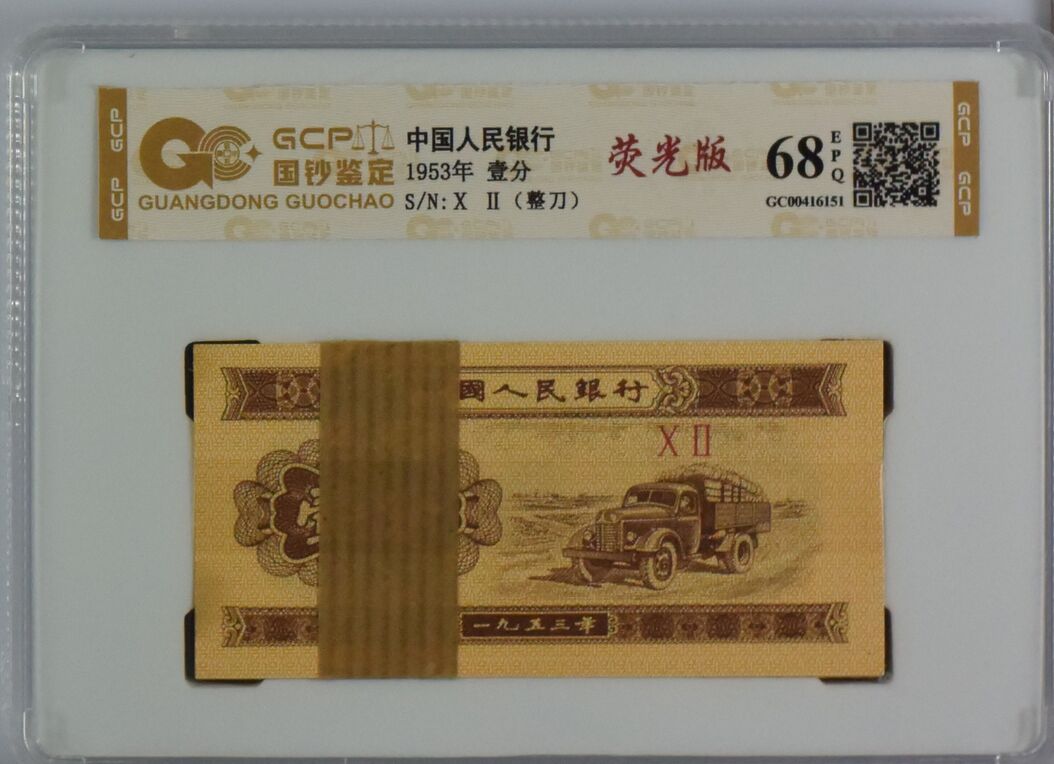 GCP
GCP
GC
GCP
国钞鉴定
GUANGDONG GUOCHAO
中国人民银行
1953年 壹分
S/N: X Ⅱ（整刀）
荧光版
68
EPQ
GC00416151
GCP
GCP
國人民銀行
X Ⅱ
一九五三年